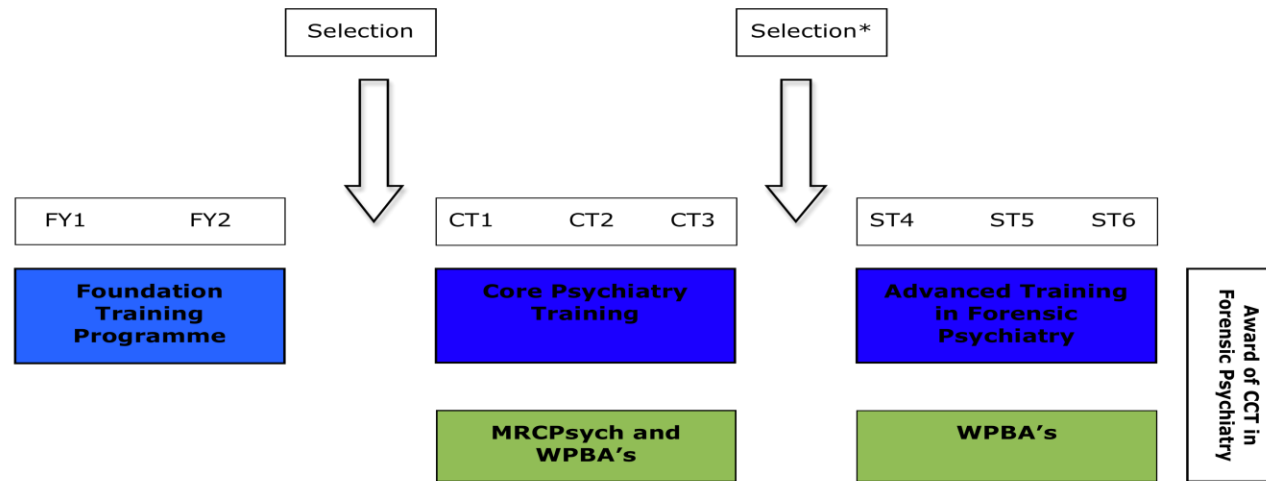 Selection
Selection*
FY1 FY2
CT1 CT2 CT3
ST4 ST5 ST6
Foundation
Training
Programme
Core Psychiatry
Training
Advanced Training
in Forensic
Psychiatry
Award of CCT in
Forensic Psychiatry
MRCPsych and
WPBA’s
WPBA’s